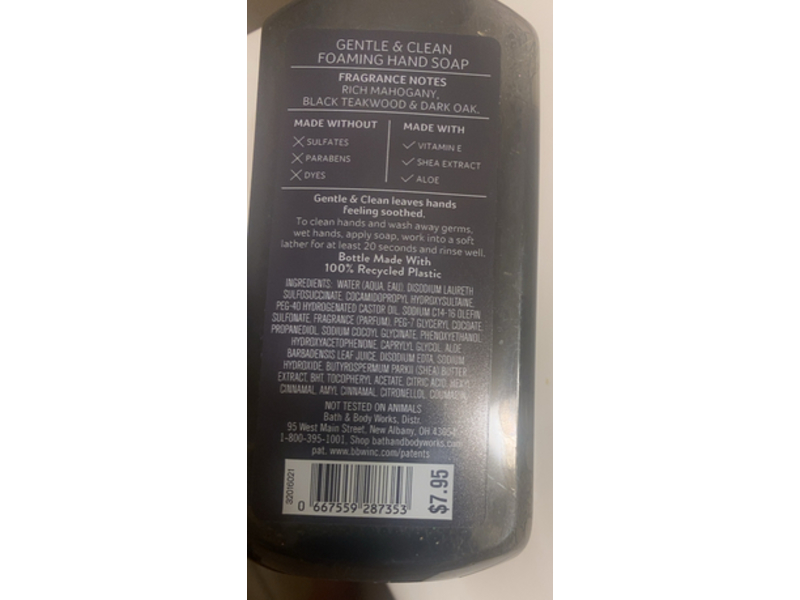 GENTLE & CLEAN
FOAMING HAND SOAP
FRAGRANCE NOTES
RICH MAHOGANY,
BLACK TEAKWOOD & DARK OAK.
MADE WITHOUT
SULFATES
PARABENS
DYES
MADE WITH
VITAMIN E
SHEA EXTRACT
ALOE
Gentle & Clean leaves hands
feeling soothed.
To clean hands and wash away germs,
wet hands, apply soap, work into a soft
lather for at least 20 seconds and rinse well.
Bottle Made With
100% Recycled Plastic
INGREDIENTS: WATER (AQUA, EAU), DISODIUM LAURETH
SULFOSUCCINATE, COCAMIDOPROPYL HYDROXYSULTAINE,
PEG-40 HYDROGENATED CASTOR OIL, SODIUM C14-16 OLEFIN
SULFONATE, FRAGRANCE (PARFUM), PEG-7 GLYCERYL COCOATE,
PROPANEDIOL, SODIUM COCOYL GLYCINATE, PHENOXYETHANOL,
HYDROXYACETOPHENONE, CAPRYLYL GLYCOL, ALOE
BARBADENSIS LEAF JUICE, DISODIUM EDTA, SODIUM
HYDROXIDE, BUTYROSPERMUM PARKII (SHEA) BUTTER
EXTRACT, BHT, TOCOPHERYL ACETATE, CITRIC ACID, HEXYL
CINNAMAL, AMYL CINNAMAL, CITRONELLOL, COUMARIN.
NOT TESTED ON ANIMALS
Bath & Body Works, Distr.
95 West Main Street, New Albany, OH 43054
1-800-395-1001, Shop bathandbodyworks.com
pat. www.bbwinc.com/patents
32016021
0 667559 287353
$7.95